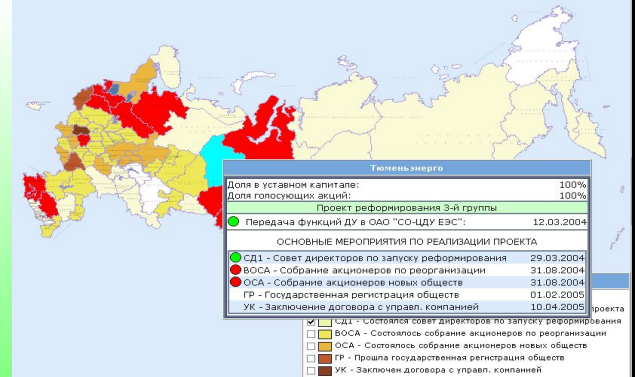 Тюменьэнерго
Доля в уставном капитале: 100%
Доля голосующих акций: 100%
Проект реформирования 3-й группы
Передача функций ДУ в ОАО "СО-ЦДУ ЕЭС": 12.03.2004
ОСНОВНЫЕ МЕРОПРИЯТИЯ ПО РЕАЛИЗАЦИИ ПРОЕКТА
СД1 - Совет директоров по запуску реформирования 29.03.2004
ВОСА - Собрание акционеров по реорганизации 31.08.2004
ОСА - Собрание акционеров новых обществ 31.08.2004
ГР - Государственная регистрация обществ 01.02.2005
УК - Заключение договора с управл. компанией 10.04.2005
проекта
СД1 - Состоялся совет директоров по запуску реформирования
ВОСА - Состоялось собрание акционеров по реорганизации
ОСА - Состоялось собрание акционеров новых обществ
ГР - Прошла государственная регистрация обществ
УК - Заключен договора с управл. компанией